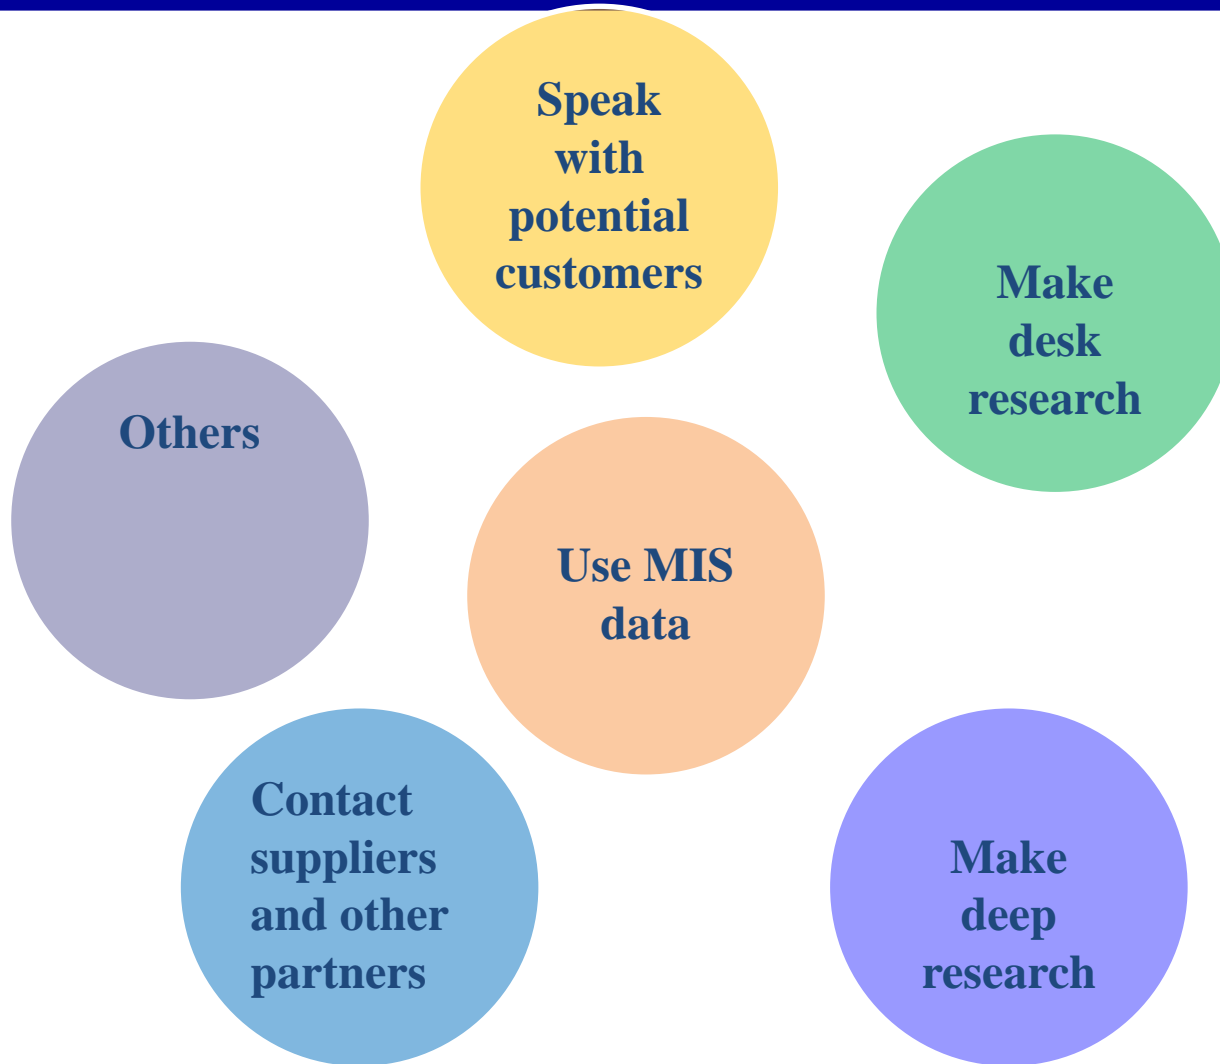 Speak
with
potential
customers
Make
desk
research
Others
Use MIS
data
Contact
suppliers
and other
partners
Make
deep
research